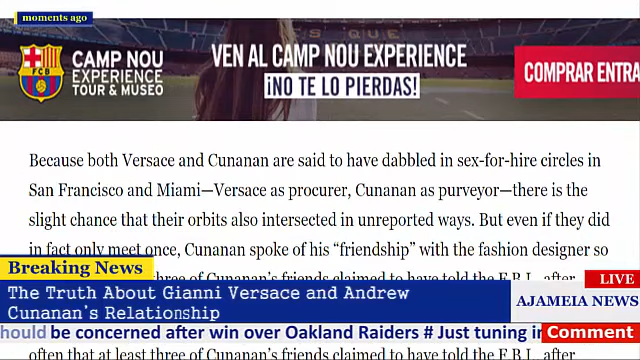 moments ago
QUE
FCB
CAMP NOU
EXPERIENCE
TOUR & MUSEO
VEN AL CAMP NOU EXPERIENCE
¡NO TE LO PIERDAS!
COMPRAR ENTRA
Because both Versace and Cunanan are said to have dabbled in sex-for-hire circles in
San Francisco and Miami—Versace as procurer, Cunanan as purveyor—there is the
slight chance that their orbits also intersected in unreported ways. But even if they did
in fact only meet once, Cunanan spoke of his “friendship” with the fashion designer so
three of Cunanan’s friends claimed to have told the F.B.I., after
Breaking News
LIVE
The Truth About Gianni Versace and Andrew
Cunanan's Relationship
AJAMEIA NEWS
hould be concerned after win over Oakland Raiders # Just tuning in
Comment
often that at least three of Cunanan’s friends claimed to have told the F.B.I., after